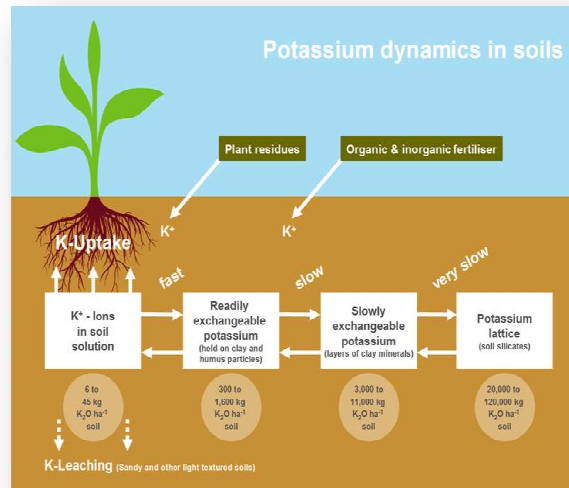 Potassium dynamics in soils
Plant residues
Organic & inorganic fertiliser
K-Uptake
K⁺
K⁺
fast
slow
very slow
K⁺ - Ions
in soil
solution
Readily
exchangeable
potassium
(hold on clay and
humus particles)
Slowly
exchangeable
potassium
(layers of clay minerals)
Potassium
lattice
(soil silicates)
6 to
45 kg
K₂O ha⁻¹
soil
300 to
1,600 kg
K₂O ha⁻¹
soil
3,000 to
11,000 kg
K₂O ha⁻¹
soil
20,000 to
120,000 kg
K₂O ha⁻¹
soil
K-Leaching (Sandy and other light textured soils)